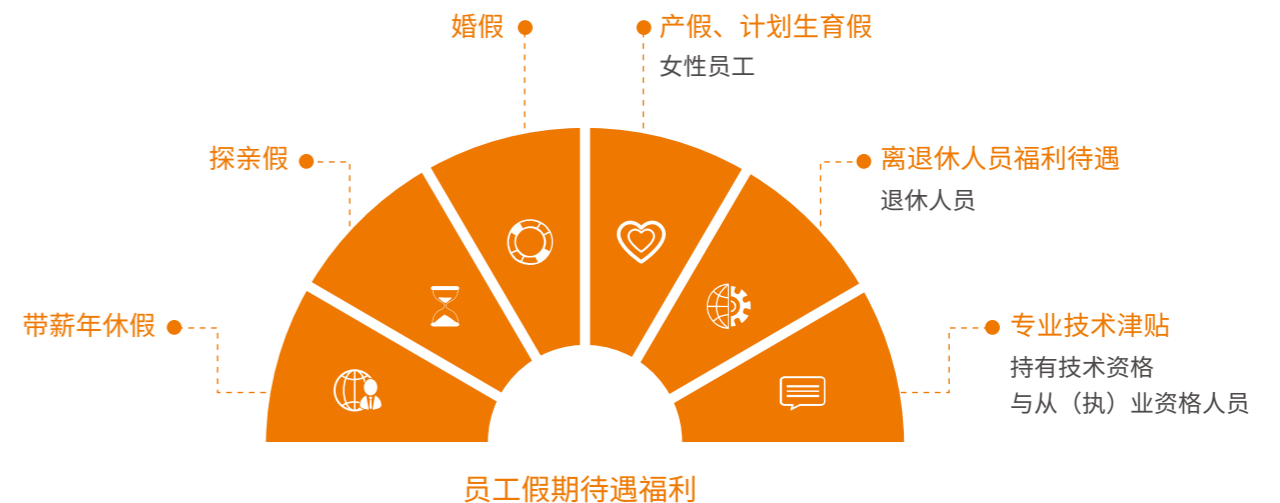 婚假
产假、计划生育假
女性员工
探亲假
离退休人员福利待遇
退休人员
带薪年休假
专业技术津贴
持有技术资格
与从（执）业资格人员
员工假期待遇福利